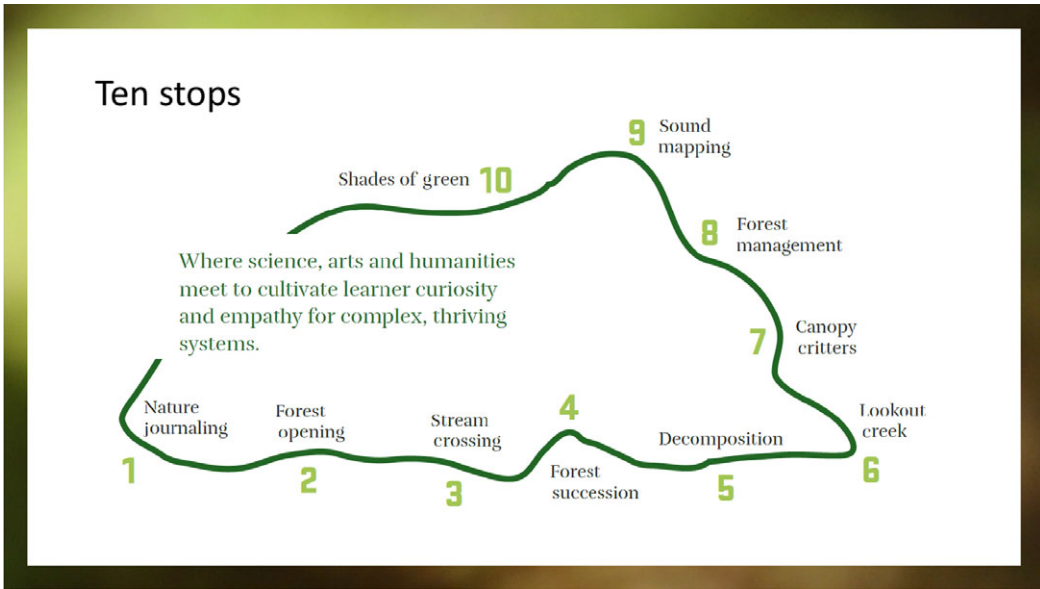 Ten stops
1
Nature
journaling
2
Forest
opening
3
Stream
crossing
4
Forest
succession
5
Decomposition
6
Lookout
creek
7
Canopy
critters
8
Forest
management
9
Sound
mapping
10
Shades of green
Where science, arts and humanities
meet to cultivate learner curiosity
and empathy for complex, thriving
systems.